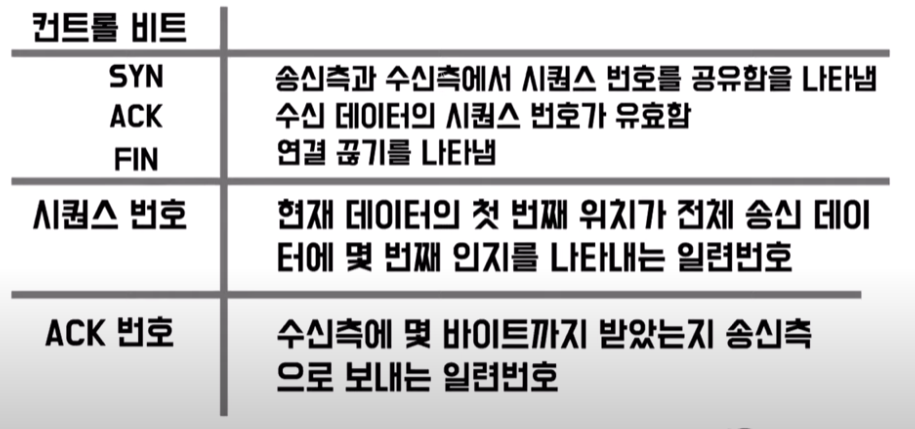 컨트롤 비트
SYN 송신측과 수신측에서 시퀀스 번호를 공유함을 나타냄
ACK 수신 데이터의 시퀀스 번호가 유효함
FIN 연결 끊기를 나타냄
시퀀스 번호 현재 데이터의 첫 번째 위치가 전체 송신 데이
터에 몇 번째 인지를 나타내는 일련번호
ACK 번호 수신측에 몇 바이트까지 받았는지 송신측
으로 보내는 일련번호